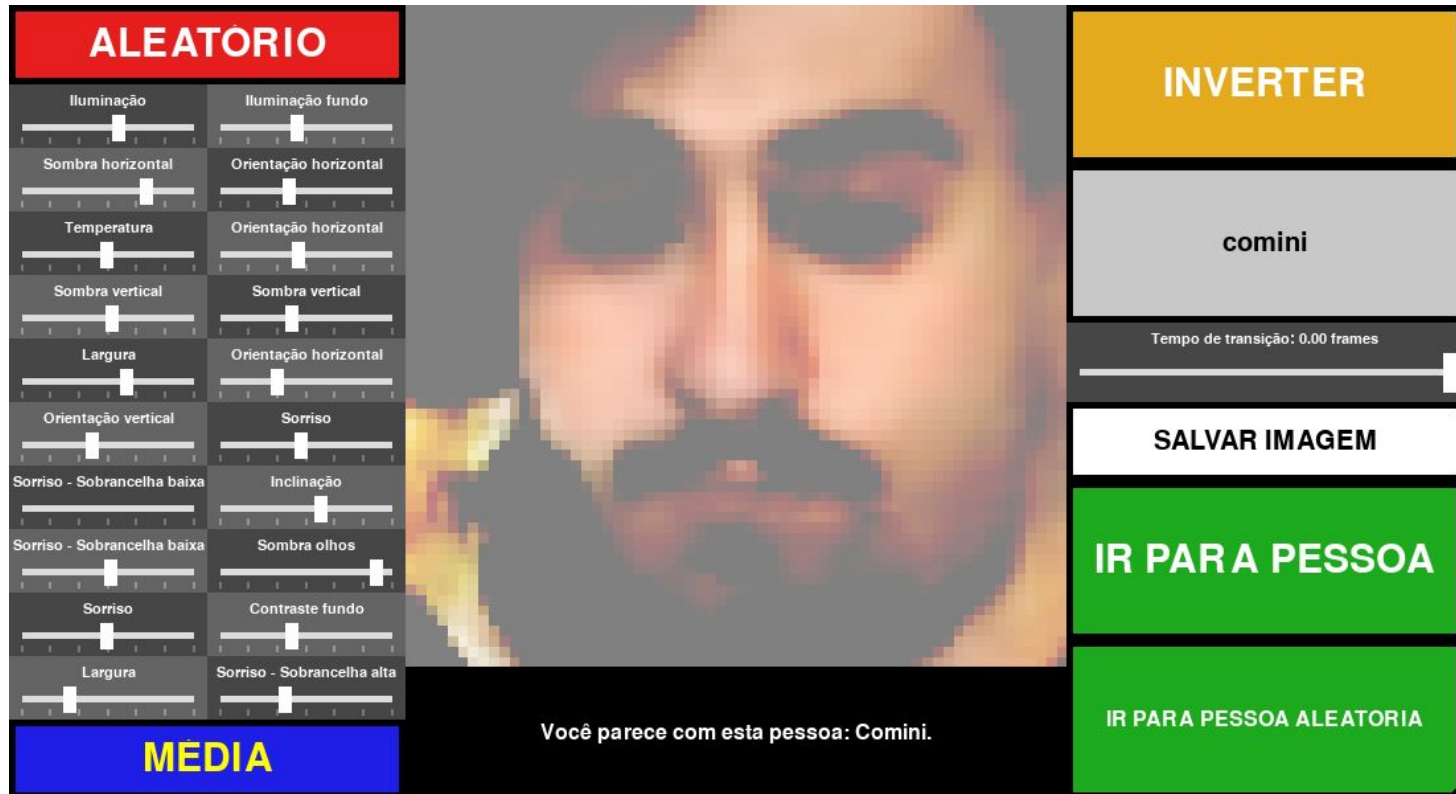 ALEATÓRIO
Iluminação
Iluminação fundo
Sombra horizontal
Orientação horizontal
Temperatura
Orientação horizontal
Sombra vertical
Sombra vertical
Largura
Orientação horizontal
Orientação vertical
Sorriso
Sorriso - Sobrancelha baixa
Inclinação
Sorriso - Sobrancelha baixa
Sombra olhos
Sorriso
Contraste fundo
Largura
Sorriso - Sobrancelha alta
MÉDIA
Você parece com esta pessoa: Comini.
INVERTER
comini
Tempo de transição: 0.00 frames
SALVAR IMAGEM
IR PARA PESSOA
IR PARA PESSOA ALEATORIA